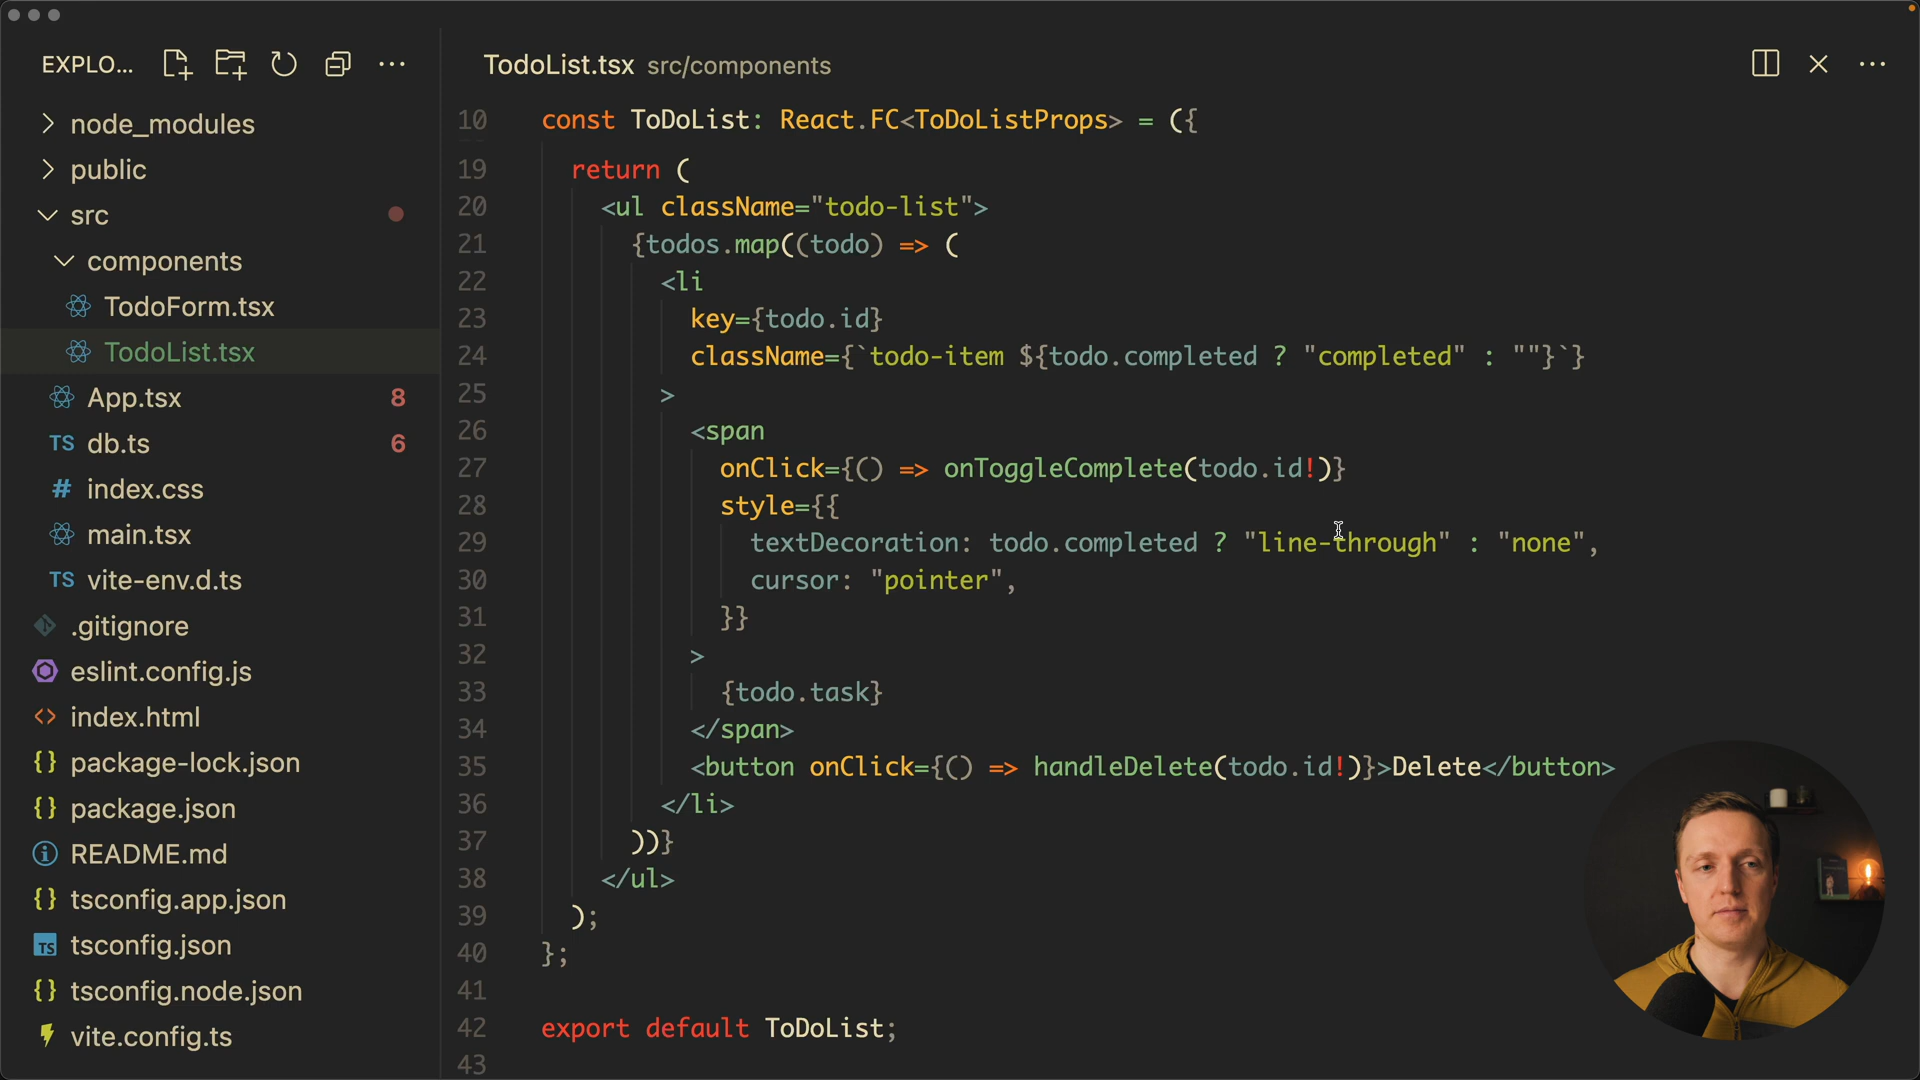 EXPLO...
node_modules
public
src
components
TodoForm.tsx
TodoList.tsx
App.tsx 8
TS db.ts 6
# index.css
main.tsx
TS vite-env.d.ts
.gitignore
eslint.config.js
<> index.html
{} package-lock.json
{} package.json
README.md
{} tsconfig.app.json
TS tsconfig.json
{} tsconfig.node.json
vite.config.ts
TodoList.tsx src/components
10 const ToDoList: React.FC<ToDoListProps> = ({
19 return (
20 <ul className="todo-list">
21 {todos.map((todo) => (
22 <li
23 key={todo.id}
24 className={`todo-item ${todo.completed ? "completed" : ""}`}
25 >
26 <span
27 onClick={() => onToggleComplete(todo.id!)}
28 style={{
29 textDecoration: todo.completed ? "line-through" : "none",
30 cursor: "pointer",
31 }}
32 >
33 {todo.task}
34 </span>
35 <button onClick={() => handleDelete(todo.id!)}>Delete</button>
36 </li>
37 ))}
38 </ul>
39 );
40 };
41
42 export default ToDoList;
43